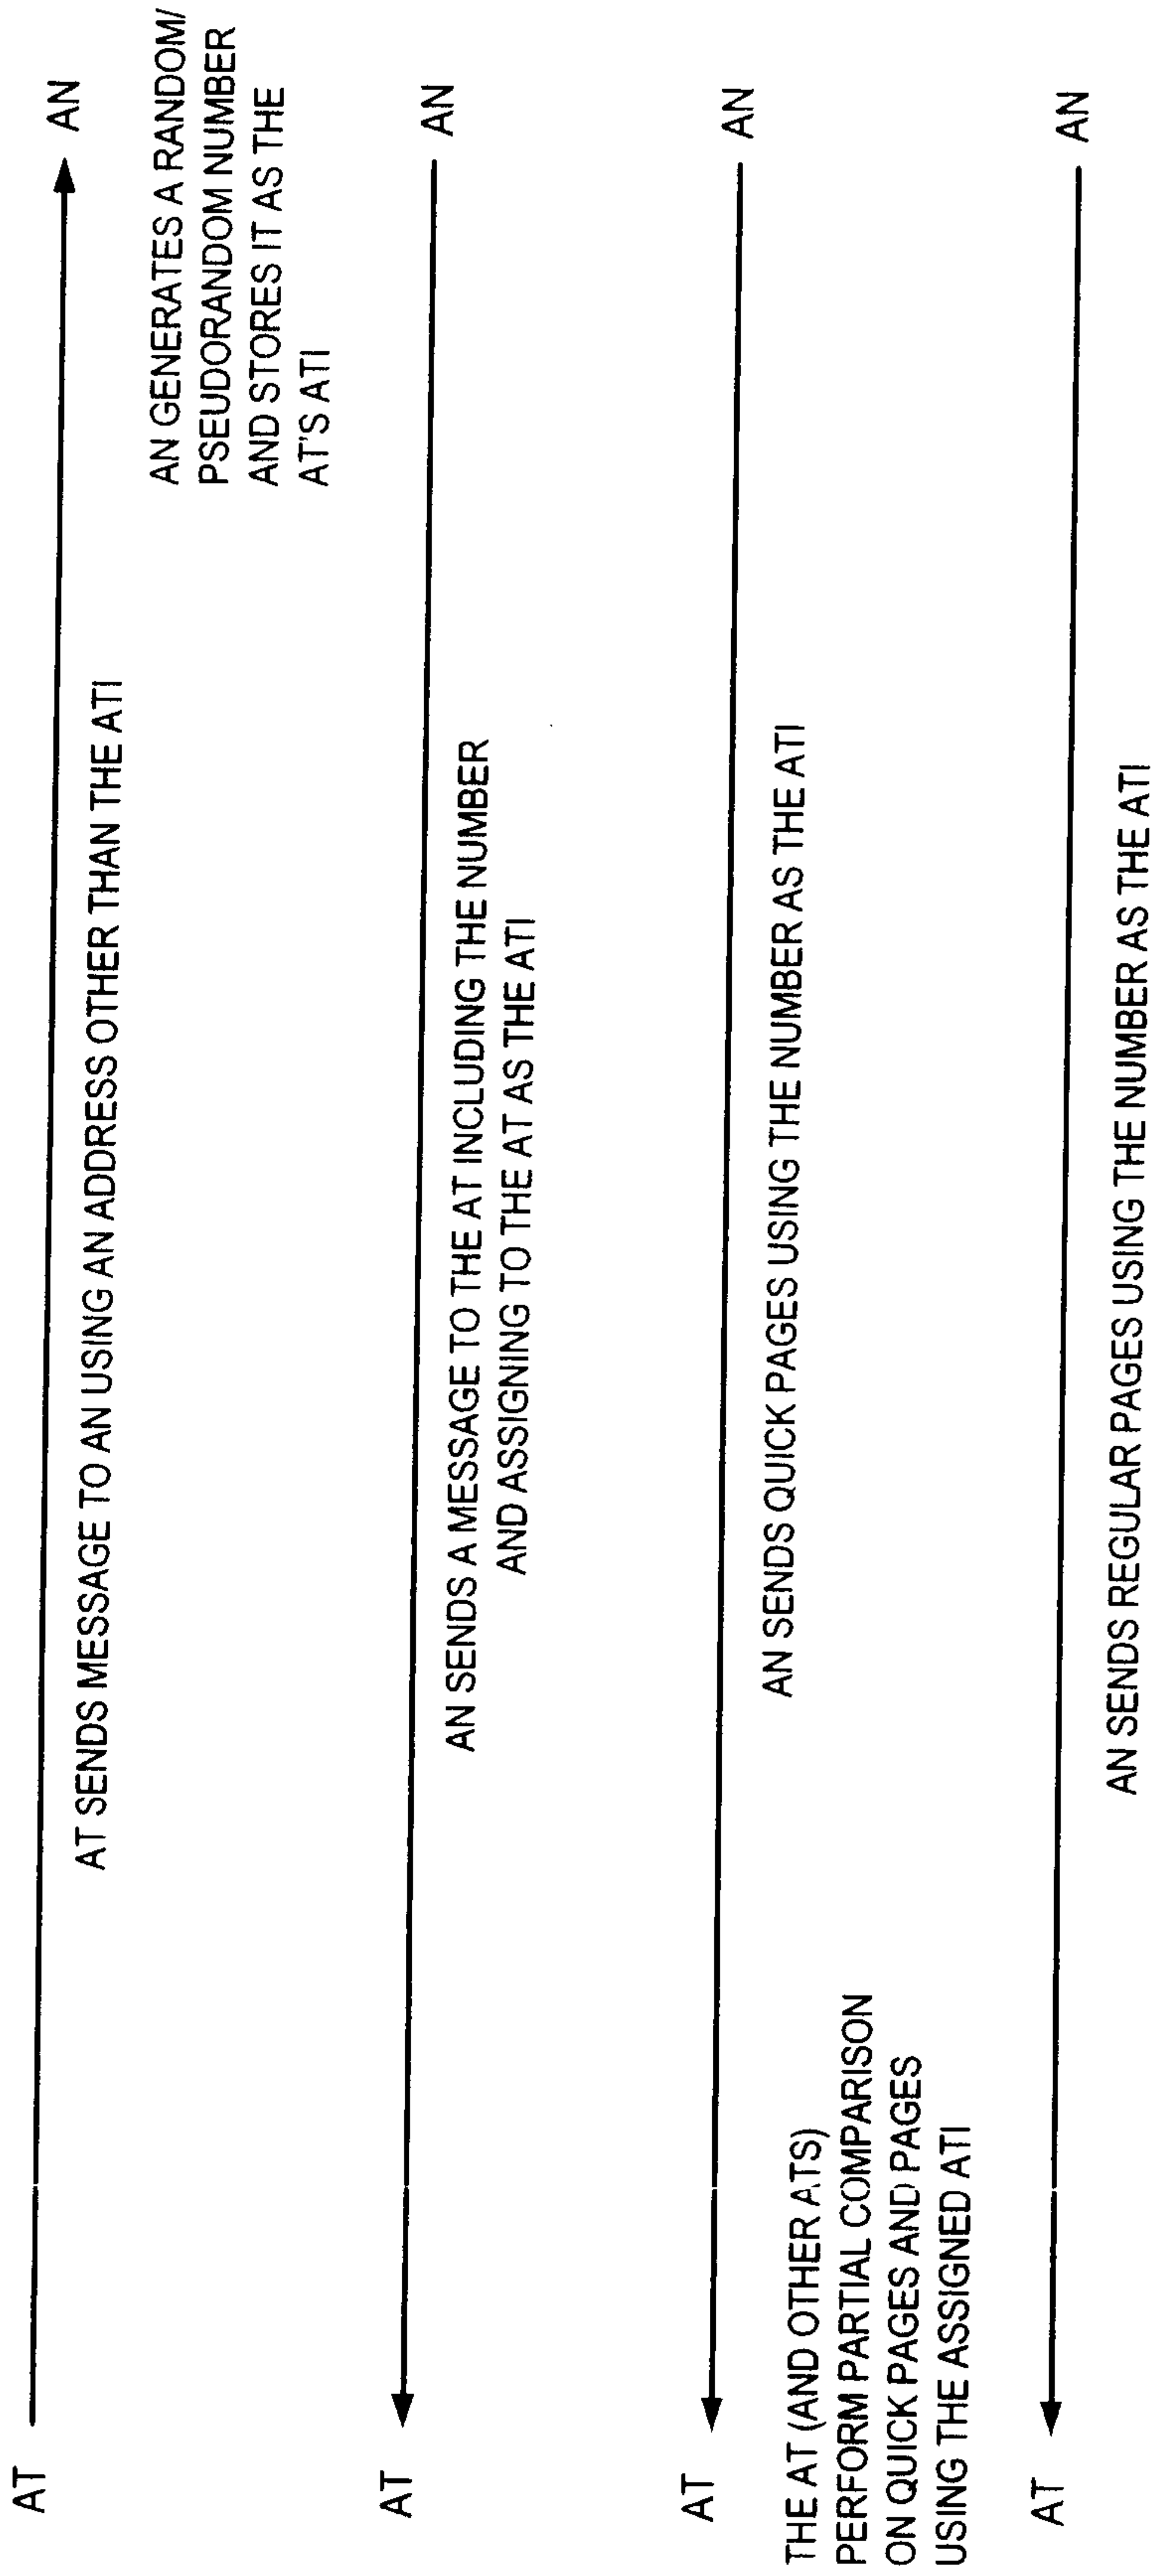 AT
AN
AT SENDS MESSAGE TO AN USING AN ADDRESS OTHER THAN THE ATI
AN GENERATES A RANDOM/
PSEUDORANDOM NUMBER
AND STORES IT AS THE
AT'S ATI
AT
AN
AN SENDS A MESSAGE TO THE AT INCLUDING THE NUMBER
AND ASSIGNING TO THE AT AS THE ATI
AT
AN
AN SENDS QUICK PAGES USING THE NUMBER AS THE ATI
THE AT (AND OTHER ATS)
PERFORM PARTIAL COMPARISON
ON QUICK PAGES AND PAGES
USING THE ASSIGNED ATI
AT
AN
AN SENDS REGULAR PAGES USING THE NUMBER AS THE ATI